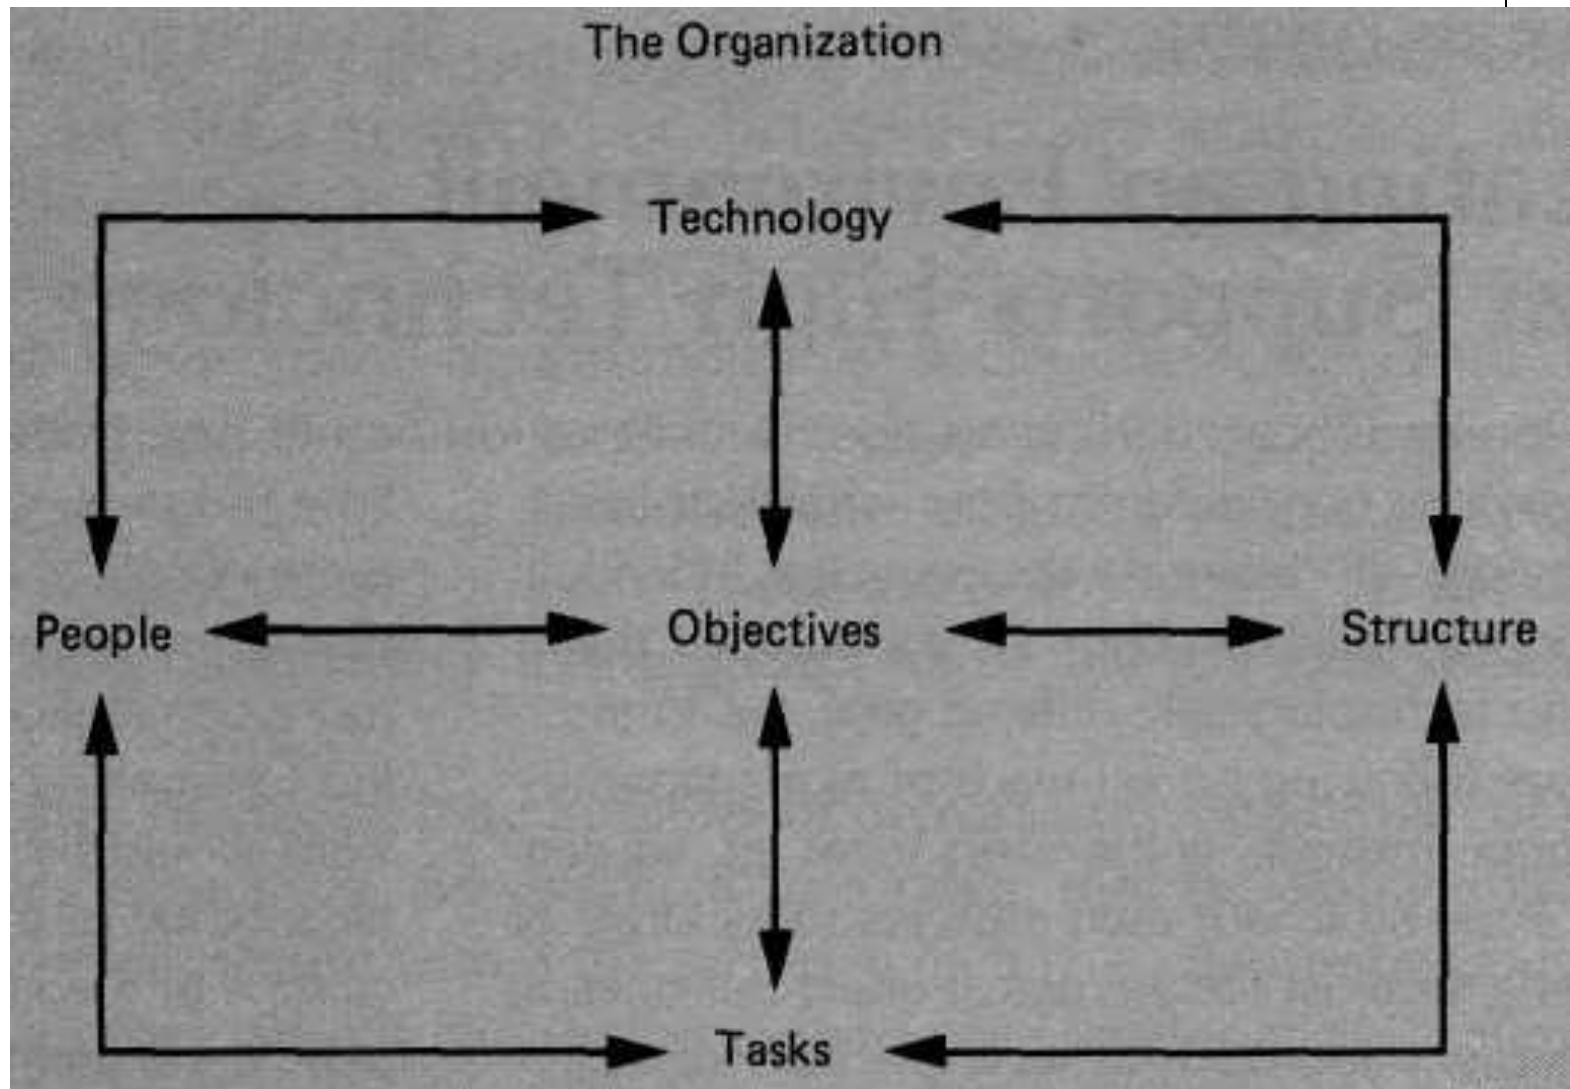 The Organization
Technology
People
Objectives
Structure
Tasks